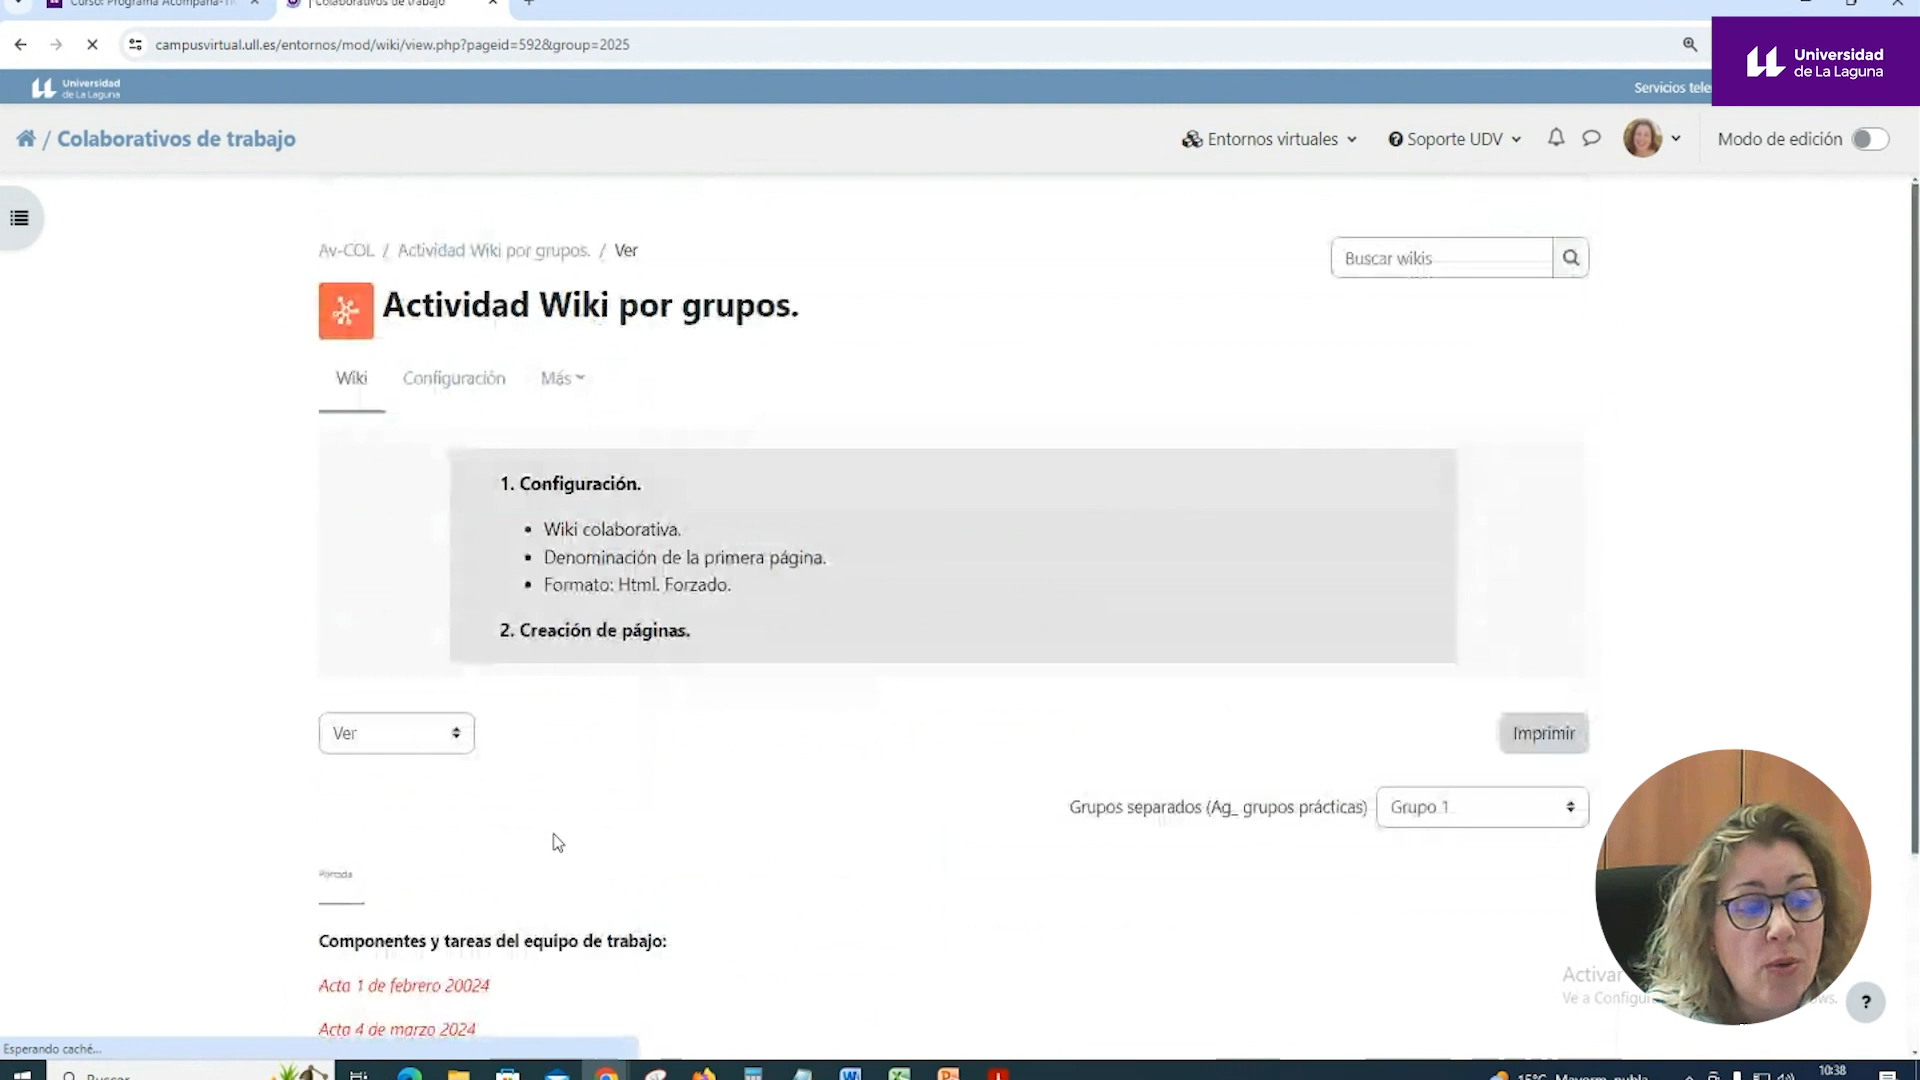 Colaborativos de trabajo
campusvirtual.ull.es/entornos/mod/wiki/view.php?pageid=592&group=2025
Universidad
de La Laguna
Servicios tele
Universidad
de La Laguna
/ Colaborativos de trabajo
Entornos virtuales
Soporte UDV
Modo de edición
Av-COL / Actividad Wiki por grupos. / Ver
Buscar wikis
Actividad Wiki por grupos.
Wiki
Configuración
Más
1. Configuración.
• Wiki colaborativa.
• Denominación de la primera página.
• Formato: Html. Forzado.
2. Creación de páginas.
Ver
Imprimir
Grupos separados (Ag_ grupos prácticas)
Grupo 1
Portada
Componentes y tareas del equipo de trabajo:
Acta 1 de febrero 20024
Acta 4 de marzo 2024
Activar
?
Esperando caché...
Buscar
15°C
10:38